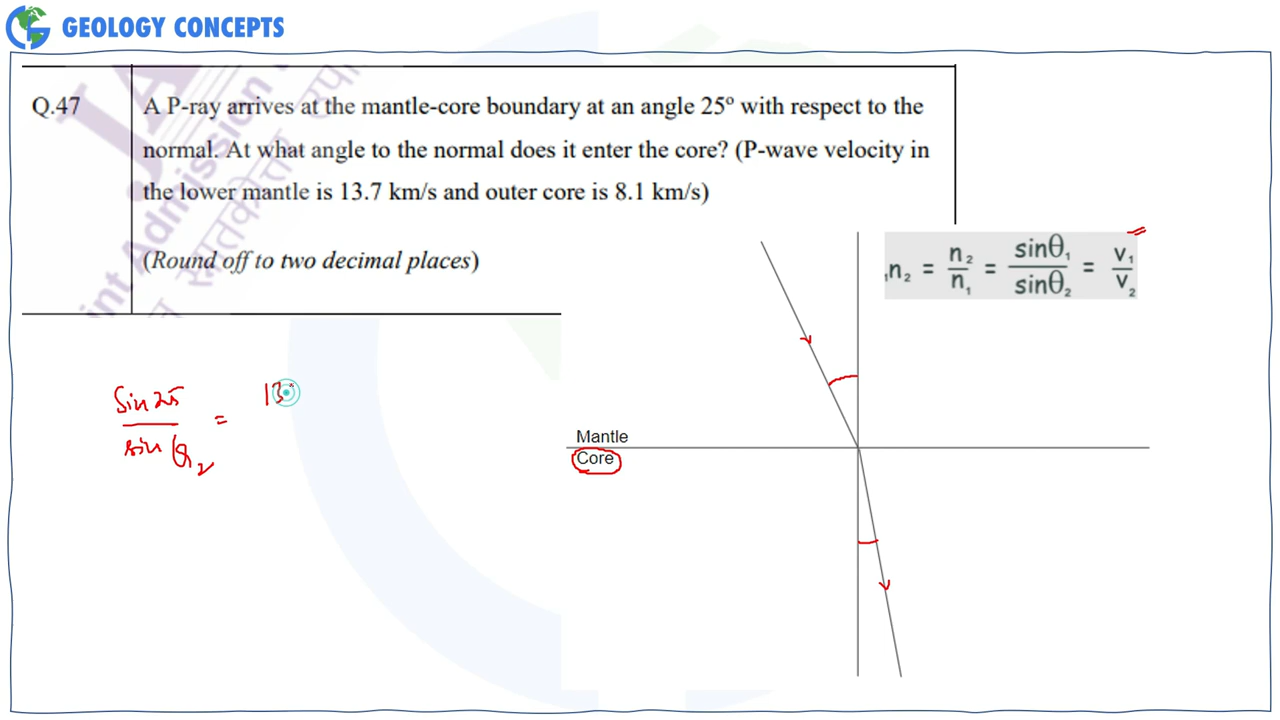 GEOLOGY CONCEPTS
Q.47
A P-ray arrives at the mantle-core boundary at an angle 25º with respect to the
normal. At what angle to the normal does it enter the core? (P-wave velocity in
the lower mantle is 13.7 km/s and outer core is 8.1 km/s)
(Round off to two decimal places)
₁n₂ = n₂/n₁ = sinθ₁/sinθ₂ = v₁/v₂
sin 25 / sin θ₂ = 13
Mantle
Core